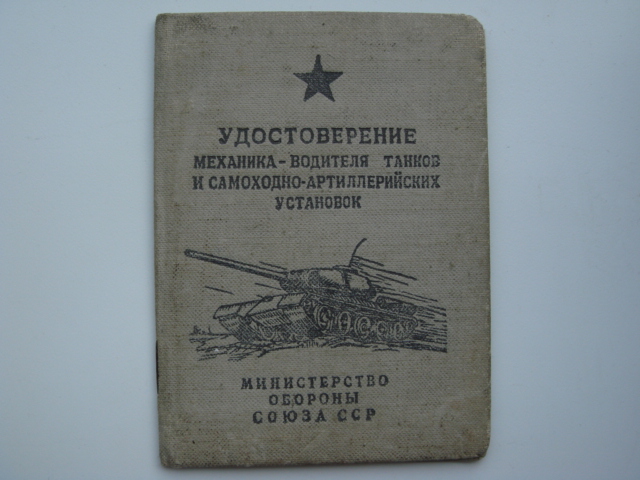 УДОСТОВЕРЕНИЕ
МЕХАНИКА-ВОДИТЕЛЯ ТАНКОВ
И САМОХОДНО-АРТИЛЛЕРИЙСКИХ
УСТАНОВОК
МИНИСТЕРСТВО
ОБОРОНЫ
СОЮЗА ССР